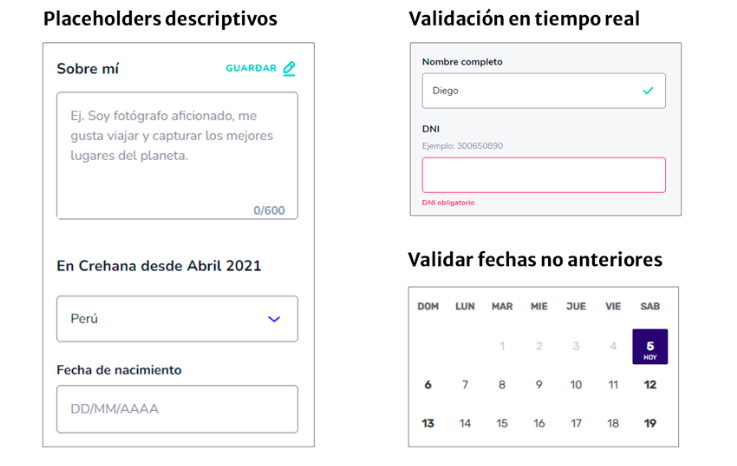 Placeholders descriptivos
Sobre mí
GUARDAR
Ej. Soy fotógrafo aficionado, me
gusta viajar y capturar los mejores
lugares del planeta.
0/600
En Crehana desde Abril 2021
Perú
Fecha de nacimiento
DD/MM/AAAA
Validación en tiempo real
Nombre completo
Diego
DNI
Ejemplo: 300650890
DNI obligatorio
Validar fechas no anteriores
DOM LUN MAR MIE JUE VIE SAB
1 2 3 4 5
HOY
6 7 8 9 10 11 12
13 14 15 16 17 18 19